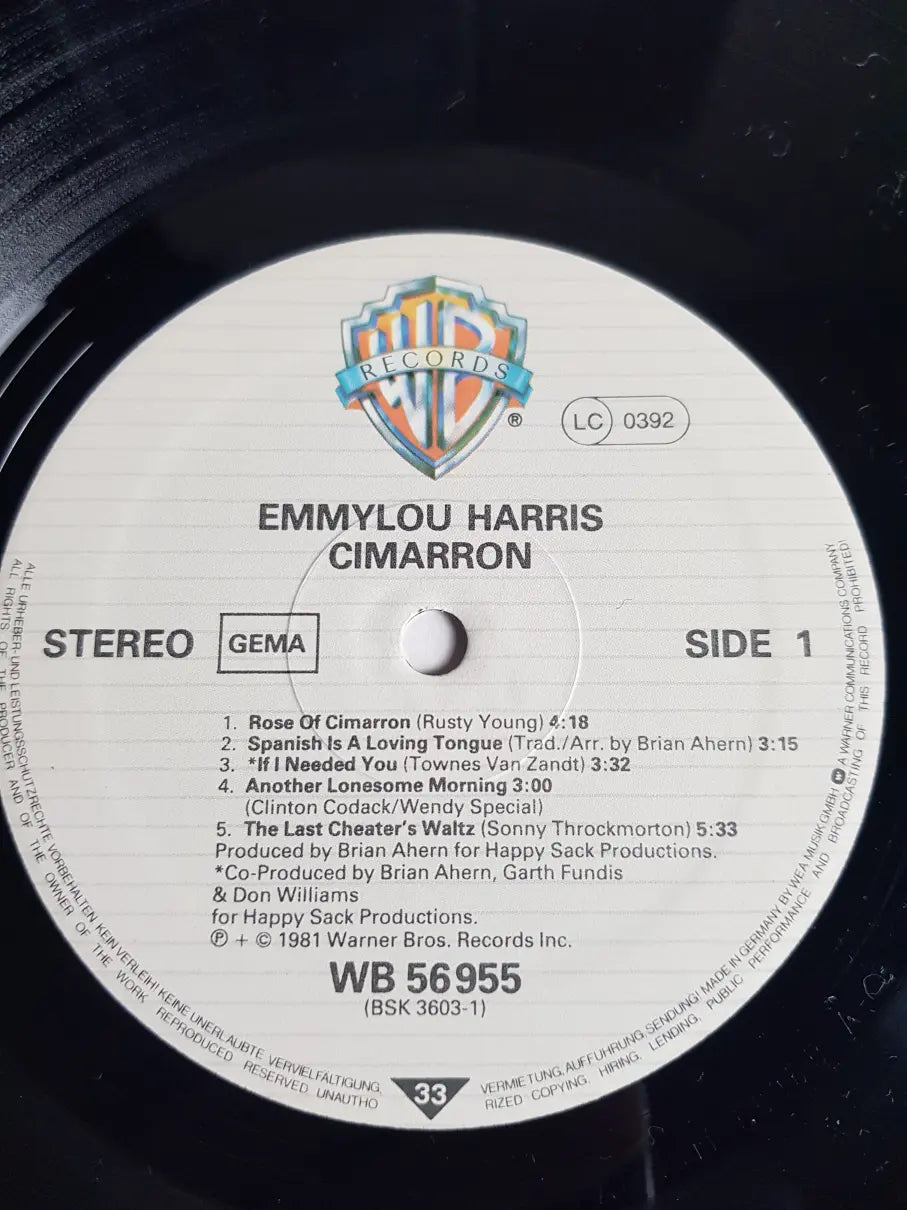 WB
RECORDS
®
LC 0392
EMMYLOU HARRIS
CIMARRON
STEREO
GEMA
SIDE 1
1. Rose Of Cimarron (Rusty Young) 4:18
2. Spanish Is A Loving Tongue (Trad./Arr. by Brian Ahern) 3:15
3. *If I Needed You (Townes Van Zandt) 3:32
4. Another Lonesome Morning 3:00
(Clinton Codack/Wendy Special)
5. The Last Cheater's Waltz (Sonny Throckmorton) 5:33
Produced by Brian Ahern for Happy Sack Productions.
*Co-Produced by Brian Ahern, Garth Fundis
& Don Williams
for Happy Sack Productions.
℗ + © 1981 Warner Bros. Records Inc.
WB 56 955
(BSK 3603-1)
33
ALLE URHEBER- UND LEISTUNGSSCHUTZRECHTE VORBEHALTEN KEIN VERLEIH! KEINE UNERLAUBTE VERVIELFÄLTIGUNG, VERMIETUNG, AUFFÜHRUNG, SENDUNG! MADE IN GERMANY BY WEA MUSIK GMBH A WARNER COMMUNICATIONS COMPANY
ALL RIGHTS OF THE PRODUCER AND OF THE OWNER OF THE WORK REPRODUCED RESERVED UNAUTHORIZED COPYING, HIRING, LENDING, PUBLIC PERFORMANCE AND BROADCASTING OF THIS RECORD PROHIBITED!